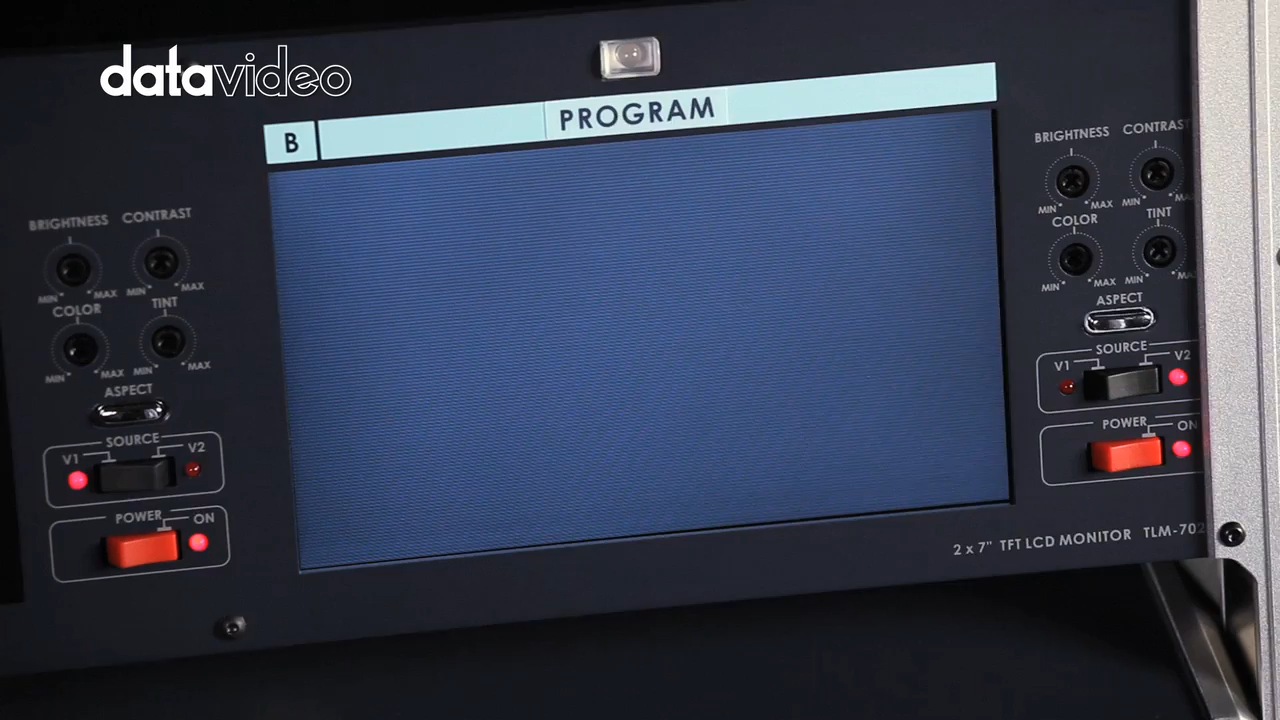 datavideo
B PROGRAM
BRIGHTNESS CONTRAST
MIN MAX MIN MAX
COLOR TINT
MIN MAX MIN MAX
ASPECT
SOURCE
V1 V2
POWER
ON
BRIGHTNESS
MIN MAX MIN
COLOR TINT
MIN MAX MIN
ASPECT
SOURCE
V1 V2
POWER
ON
2 x 7" TFT LCD MONITOR TLM-702